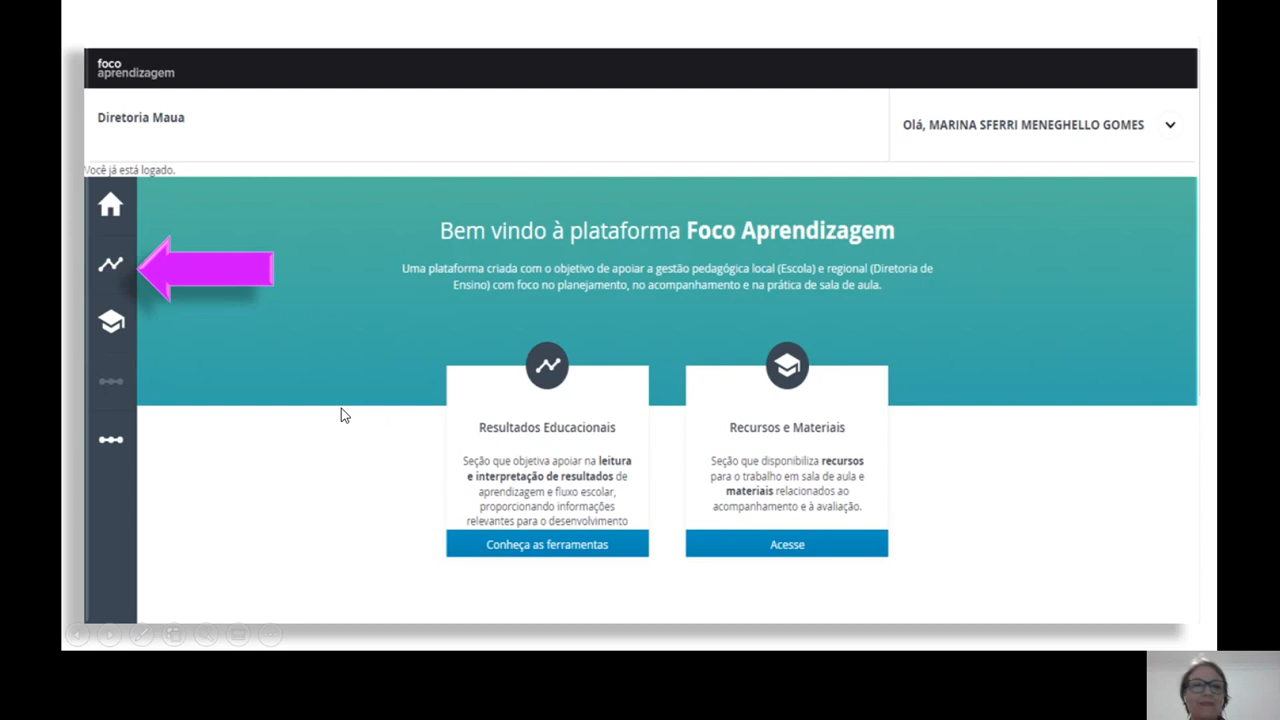 foco
aprendizagem
Diretoria Maua
Olá, MARINA SFERRI MENEGHELLO GOMES
Você já está logado.
Bem vindo à plataforma Foco Aprendizagem
Uma plataforma criada com o objetivo de apoiar a gestão pedagógica local (Escola) e regional (Diretoria de
Ensino) com foco no planejamento, no acompanhamento e na prática de sala de aula.
Resultados Educacionais
Seção que objetiva apoiar na leitura
e interpretação de resultados de
aprendizagem e fluxo escolar,
proporcionando informações
relevantes para o desenvolvimento
Conheça as ferramentas
Recursos e Materiais
Seção que disponibiliza recursos
para o trabalho em sala de aula e
materiais relacionados ao
acompanhamento e à avaliação.
Acesse